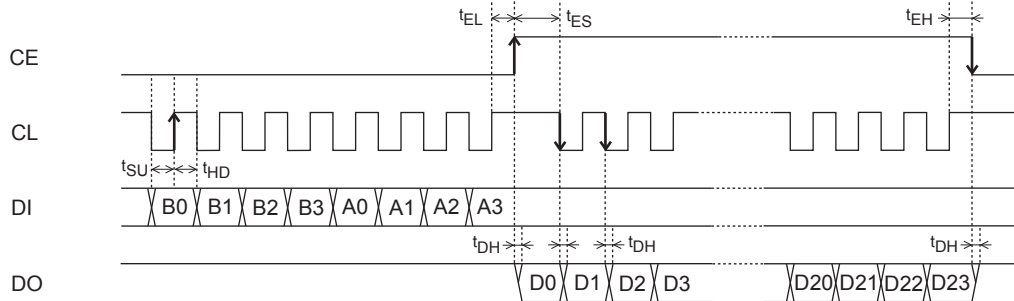 tEL tES tEH
CE
CL
tSU tHD
DI B0 B1 B2 B3 A0 A1 A2 A3
tDH tDH tDH
DO D0 D1 D2 D3 D20 D21 D22 D23